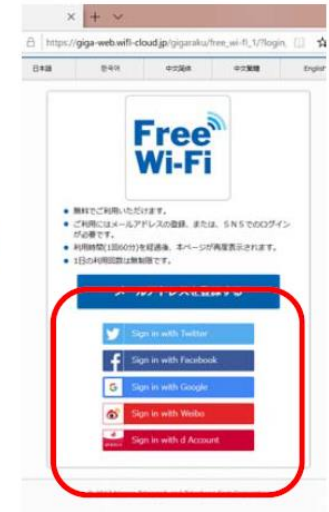 https://giga-web.wifi-cloud.jp/gigaraku/free_wi-fi_1/?login,
日本語 한국어 中文简体 中文繁體 English
Free
Wi-Fi
無料でご利用いただけます。
ご利用にはメールアドレスの登録、または、SNSでのログイン
が必要です。
利用時間(1回60分)を経過後、本ページが再度表示されます。
1日の利用回数は無制限です。
メールアドレスを登録する
Sign in with Twitter
Sign in with Facebook
G Sign in with Google
Sign in with Weibo
Sign in with d Account